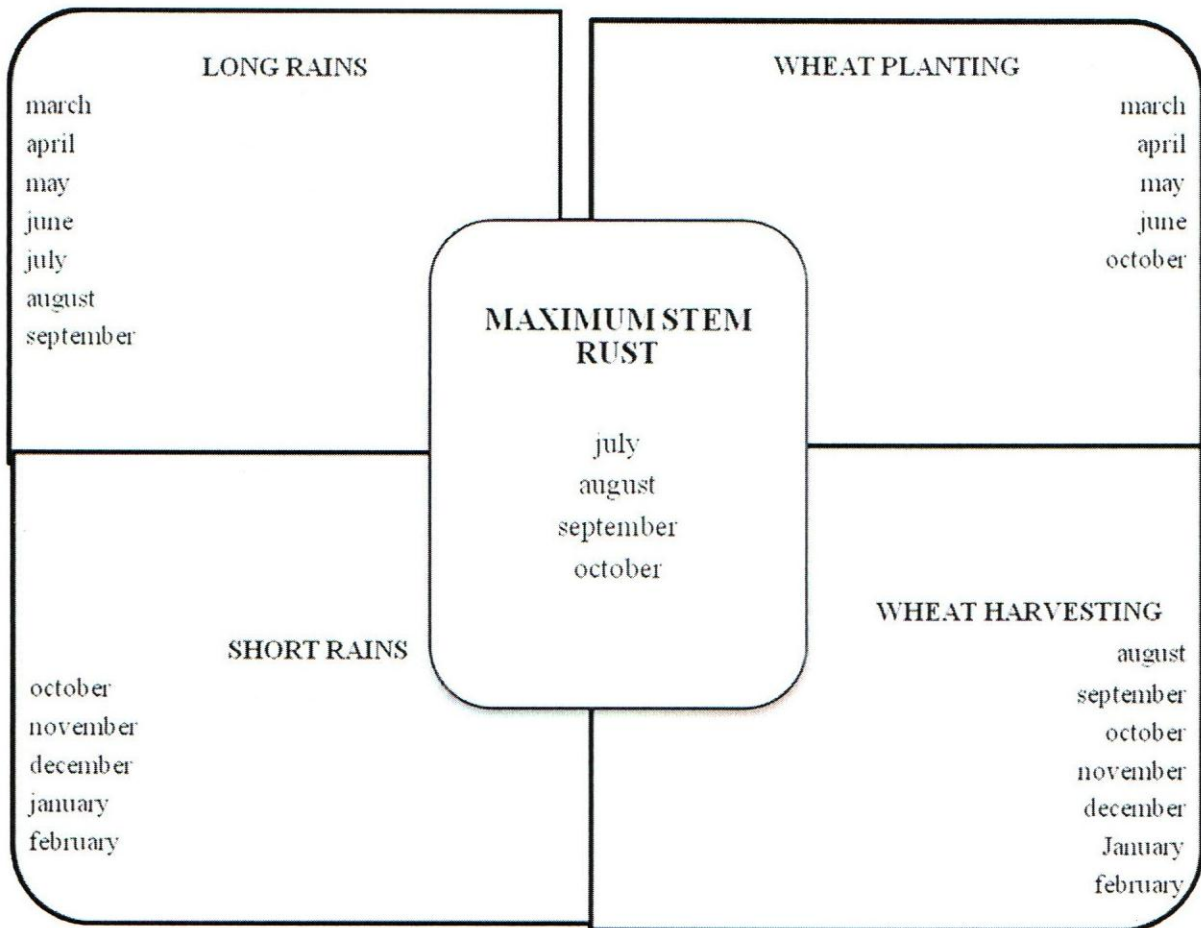 LONG RAINS
march
april
may
june
july
august
september
WHEAT PLANTING
march
april
may
june
october
MAXIMUM STEM
RUST
july
august
september
october
SHORT RAINS
october
november
december
january
february
WHEAT HARVESTING
august
september
october
november
december
January
february